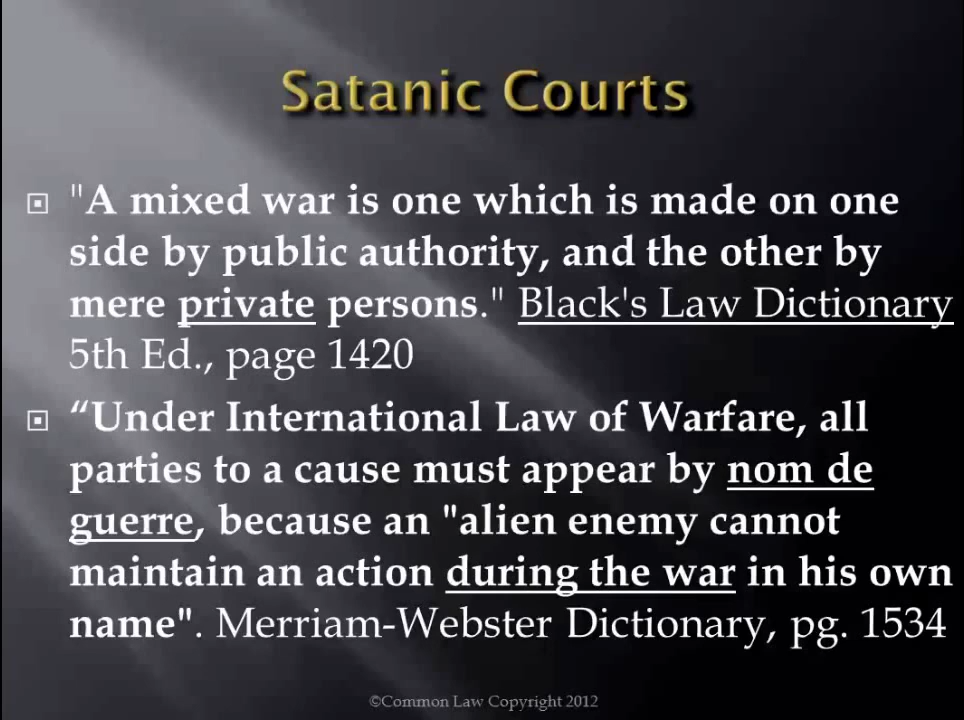 Satanic Courts
"A mixed war is one which is made on one
side by public authority, and the other by
mere private persons." Black's Law Dictionary
5th Ed., page 1420
“Under International Law of Warfare, all
parties to a cause must appear by nom de
guerre, because an "alien enemy cannot
maintain an action during the war in his own
name". Merriam-Webster Dictionary, pg. 1534
©Common Law Copyright 2012